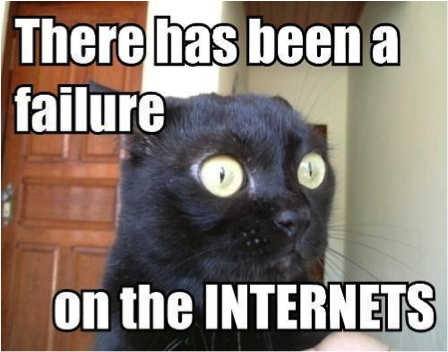 There has been a
failure
on the INTERNETS